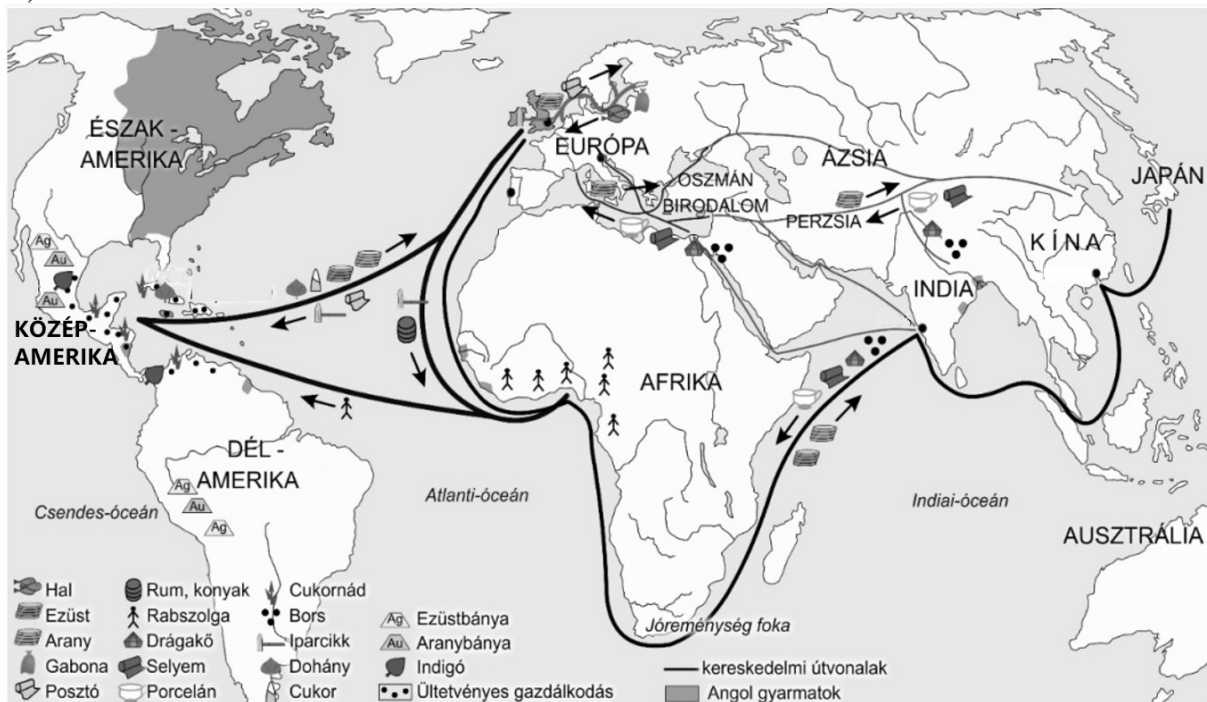 ÉSZAK -
AMERIKA
EURÓPA
ÁZSIA
JAPÁN
OSZMÁN
BIRODALOM
PERZSIA
KÍNA
INDIA
Ag
Au
Au
KÖZÉP-
AMERIKA
AFRIKA
DÉL -
AMERIKA
Ag
Au
Ag
Csendes-óceán
Atlanti-óceán
Indiai-óceán
AUSZTRÁLIA
Jóreménység foka
Hal
Ezüst
Arany
Gabona
Posztó
Rum, konyak
Rabszolga
Drágakő
Selyem
Porcelán
Cukornád
Bors
Iparcikk
Dohány
Cukor
Ag Ezüstbánya
Au Aranybánya
Indigó
Ültetvényes gazdálkodás
kereskedelmi útvonalak
Angol gyarmatok